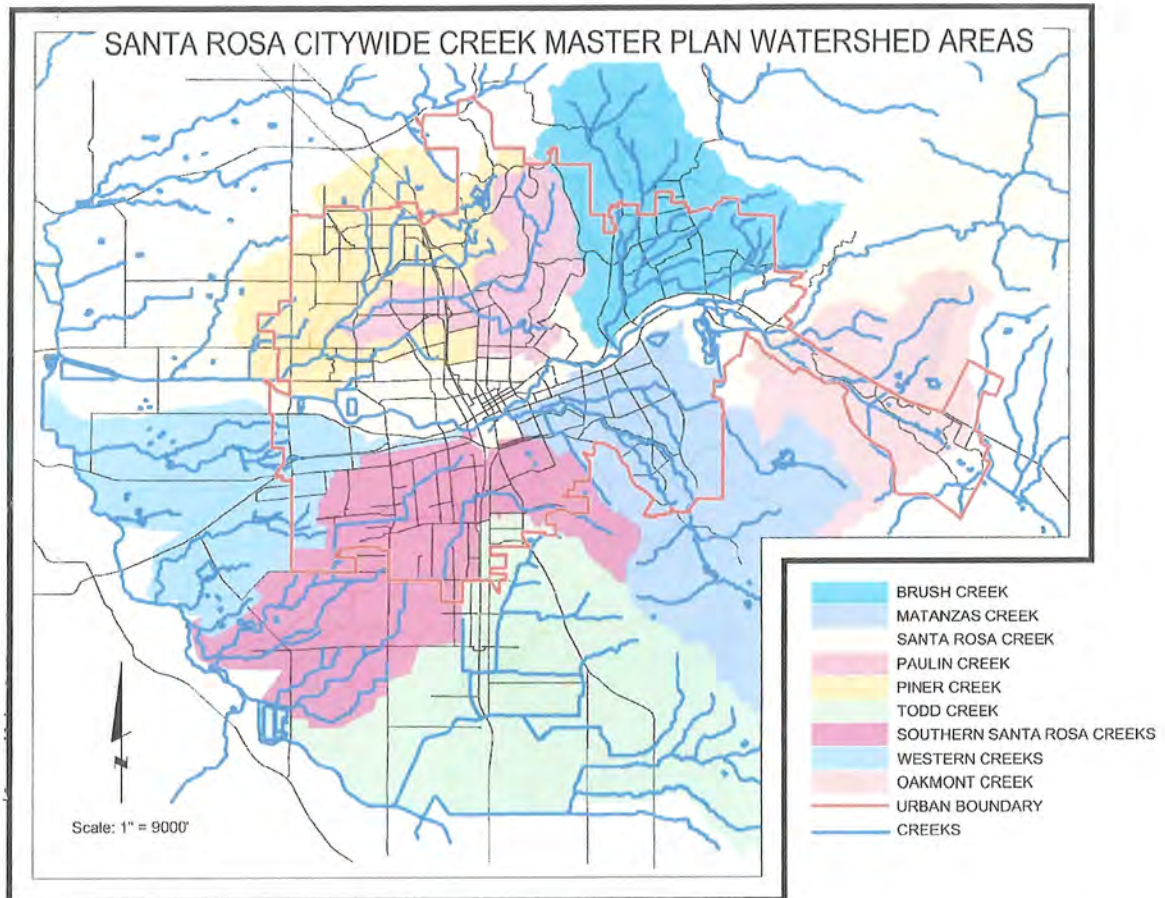 SANTA ROSA CITYWIDE CREEK MASTER PLAN WATERSHED AREAS
BRUSH CREEK
MATANZAS CREEK
SANTA ROSA CREEK
PAULIN CREEK
PINER CREEK
TODD CREEK
SOUTHERN SANTA ROSA CREEKS
WESTERN CREEKS
OAKMONT CREEK
URBAN BOUNDARY
CREEKS
N
Scale: 1" = 9000'